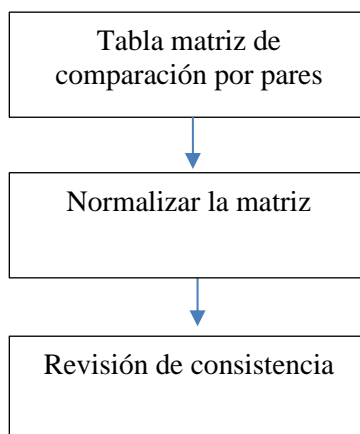 Tabla matriz de
comparación por pares
Normalizar la matriz
Revisión de consistencia